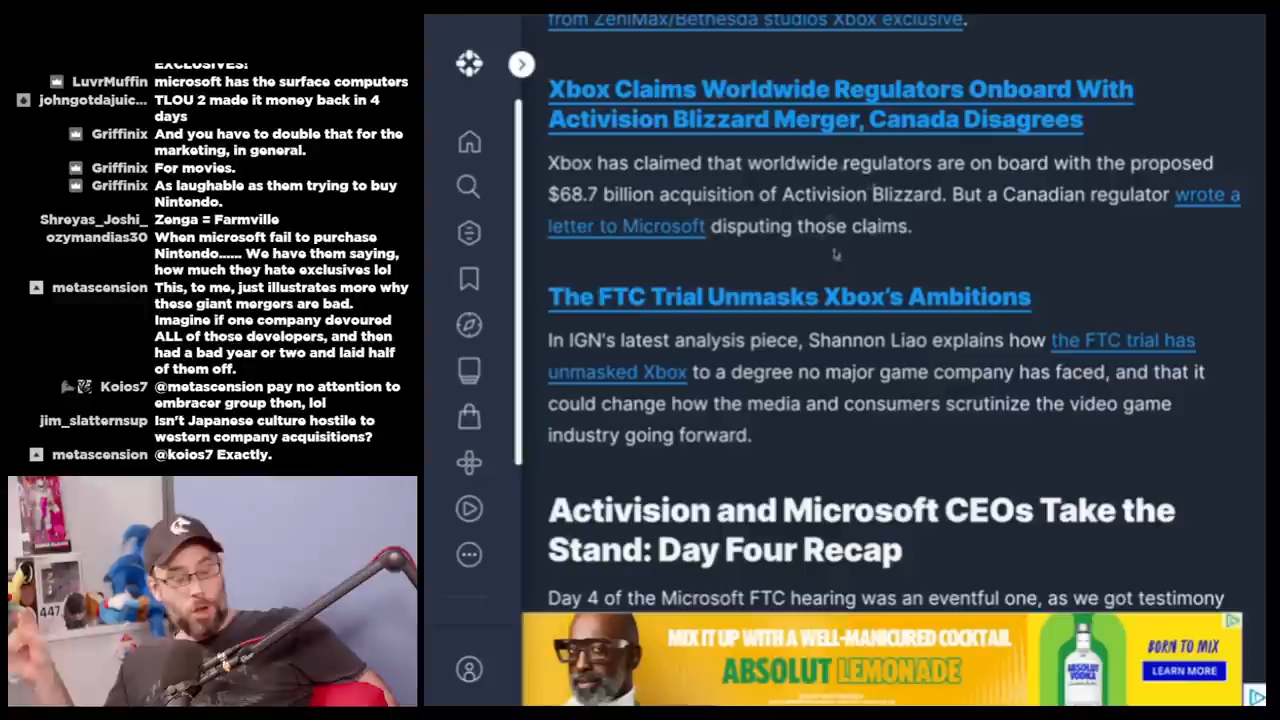 EXCLUSIVES!
LuvrMuffin microsoft has the surface computers
johngotdajuic... TLOU 2 made it money back in 4
days
Griffinix And you have to double that for the
marketing, in general.
Griffinix For movies.
Griffinix As laughable as them trying to buy
Nintendo.
Shreyas_Joshi_ Zenga = Farmville
ozymandias30 When microsoft fail to purchase
Nintendo...... We have them saying,
how much they hate exclusives lol
metascension This, to me, just illustrates more why
these giant mergers are bad.
Imagine if one company devoured
ALL of those developers, and then
had a bad year or two and laid half
of them off.
Koios7 @metascension pay no attention to
embracer group then, lol
jim_slatternsup Isn't Japanese culture hostile to
western company acquisitions?
metascension @koios7 Exactly.
447
from ZeniMax/Bethesda studios Xbox exclusive.
Xbox Claims Worldwide Regulators Onboard With
Activision Blizzard Merger, Canada Disagrees
Xbox has claimed that worldwide regulators are on board with the proposed
$68.7 billion acquisition of Activision Blizzard. But a Canadian regulator wrote a
letter to Microsoft disputing those claims.
The FTC Trial Unmasks Xbox's Ambitions
In IGN's latest analysis piece, Shannon Liao explains how the FTC trial has
unmasked Xbox to a degree no major game company has faced, and that it
could change how the media and consumers scrutinize the video game
industry going forward.
Activision and Microsoft CEOs Take the
Stand: Day Four Recap
Day 4 of the Microsoft FTC hearing was an eventful one, as we got testimony
MIX IT UP WITH A WELL-MANICURED COCKTAIL
ABSOLUT LEMONADE
ABSOLUT
VODKA
BORN TO MIX
LEARN MORE